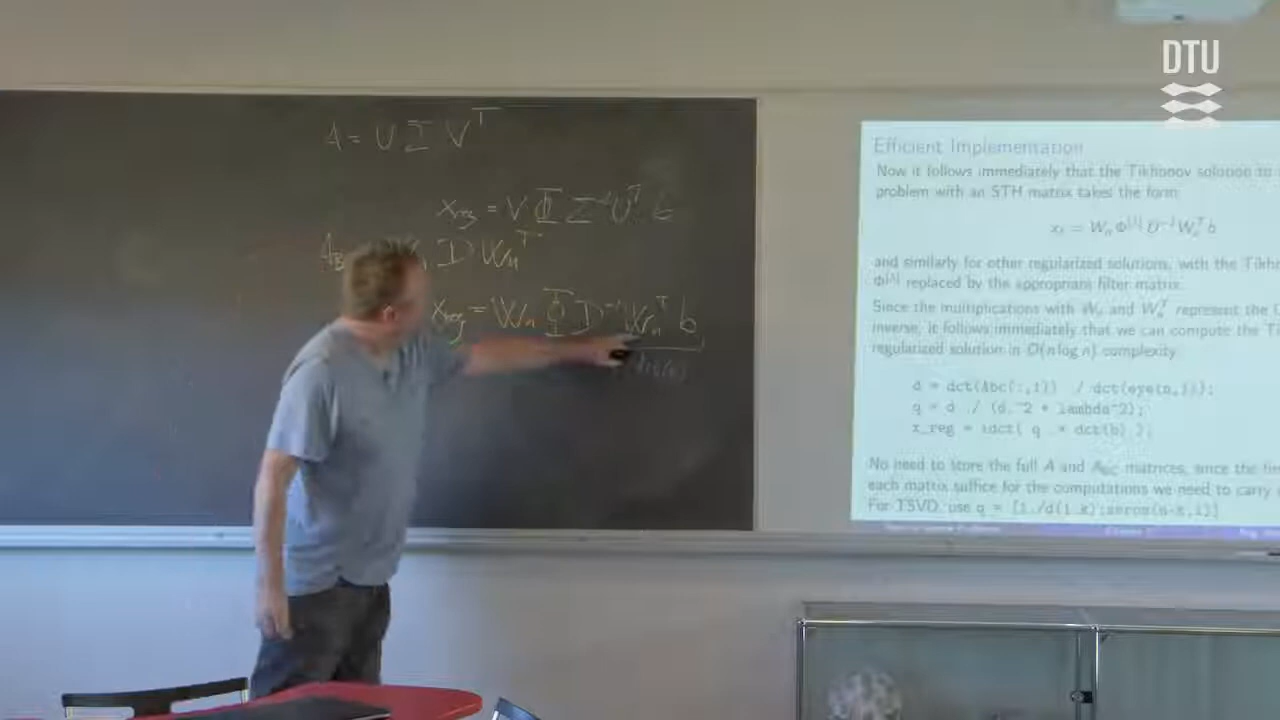 DTU
A = U Σ V^T
x_reg = V Φ Σ^-1 U^T b
A_B D W_n^T
x_reg = W_n Φ D^-1 W_n^T b
Efficient Implementation
Now it follows immediately that the Tikhonov solution to
problem with an STH matrix takes the form
x_λ = W_n Φ^[λ] D^-1 W_n^T b
and similarly for other regularized solutions, with the
Φ^[λ] replaced by the appropriate filter matrix.
Since the multiplications with W_n and W_n^T represent the
inverse, it follows immediately that we can compute the
regularized solution in O(n log n) complexity
d = dct(Abc(:,1)) ./ dct(eye(n,1));
q = d ./ (d.^2 + lambda^2);
x_reg = idct( q .* dct(b) );
No need to store the full A and A_BC matrices, since the
each matrix suffice for the computations we need to carry
For TSVD, use q = [1./d(1:k);zeros(n-k,1)]